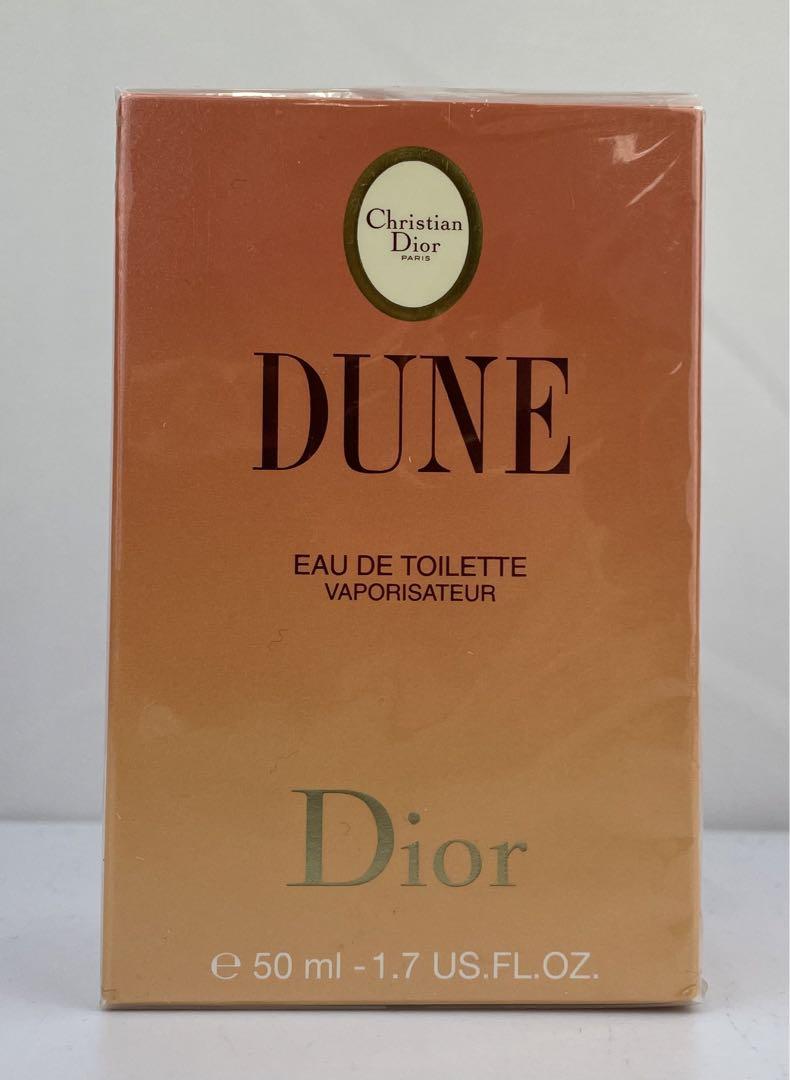 Christian
Dior
PARIS
DUNE
EAU DE TOILETTE
VAPORISATEUR
Dior
℮ 50 ml - 1.7 US.FL.OZ.